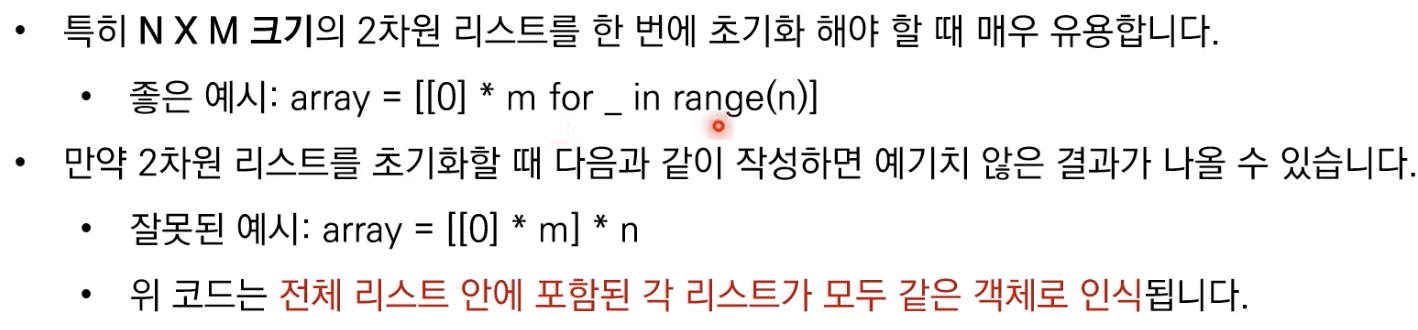 • 특히 N X M 크기의 2차원 리스트를 한 번에 초기화 해야 할 때 매우 유용합니다.
• 좋은 예시: array = [[0] * m for _ in range(n)]
• 만약 2차원 리스트를 초기화할 때 다음과 같이 작성하면 예기치 않은 결과가 나올 수 있습니다.
• 잘못된 예시: array = [[0] * m] * n
• 위 코드는 전체 리스트 안에 포함된 각 리스트가 모두 같은 객체로 인식됩니다.